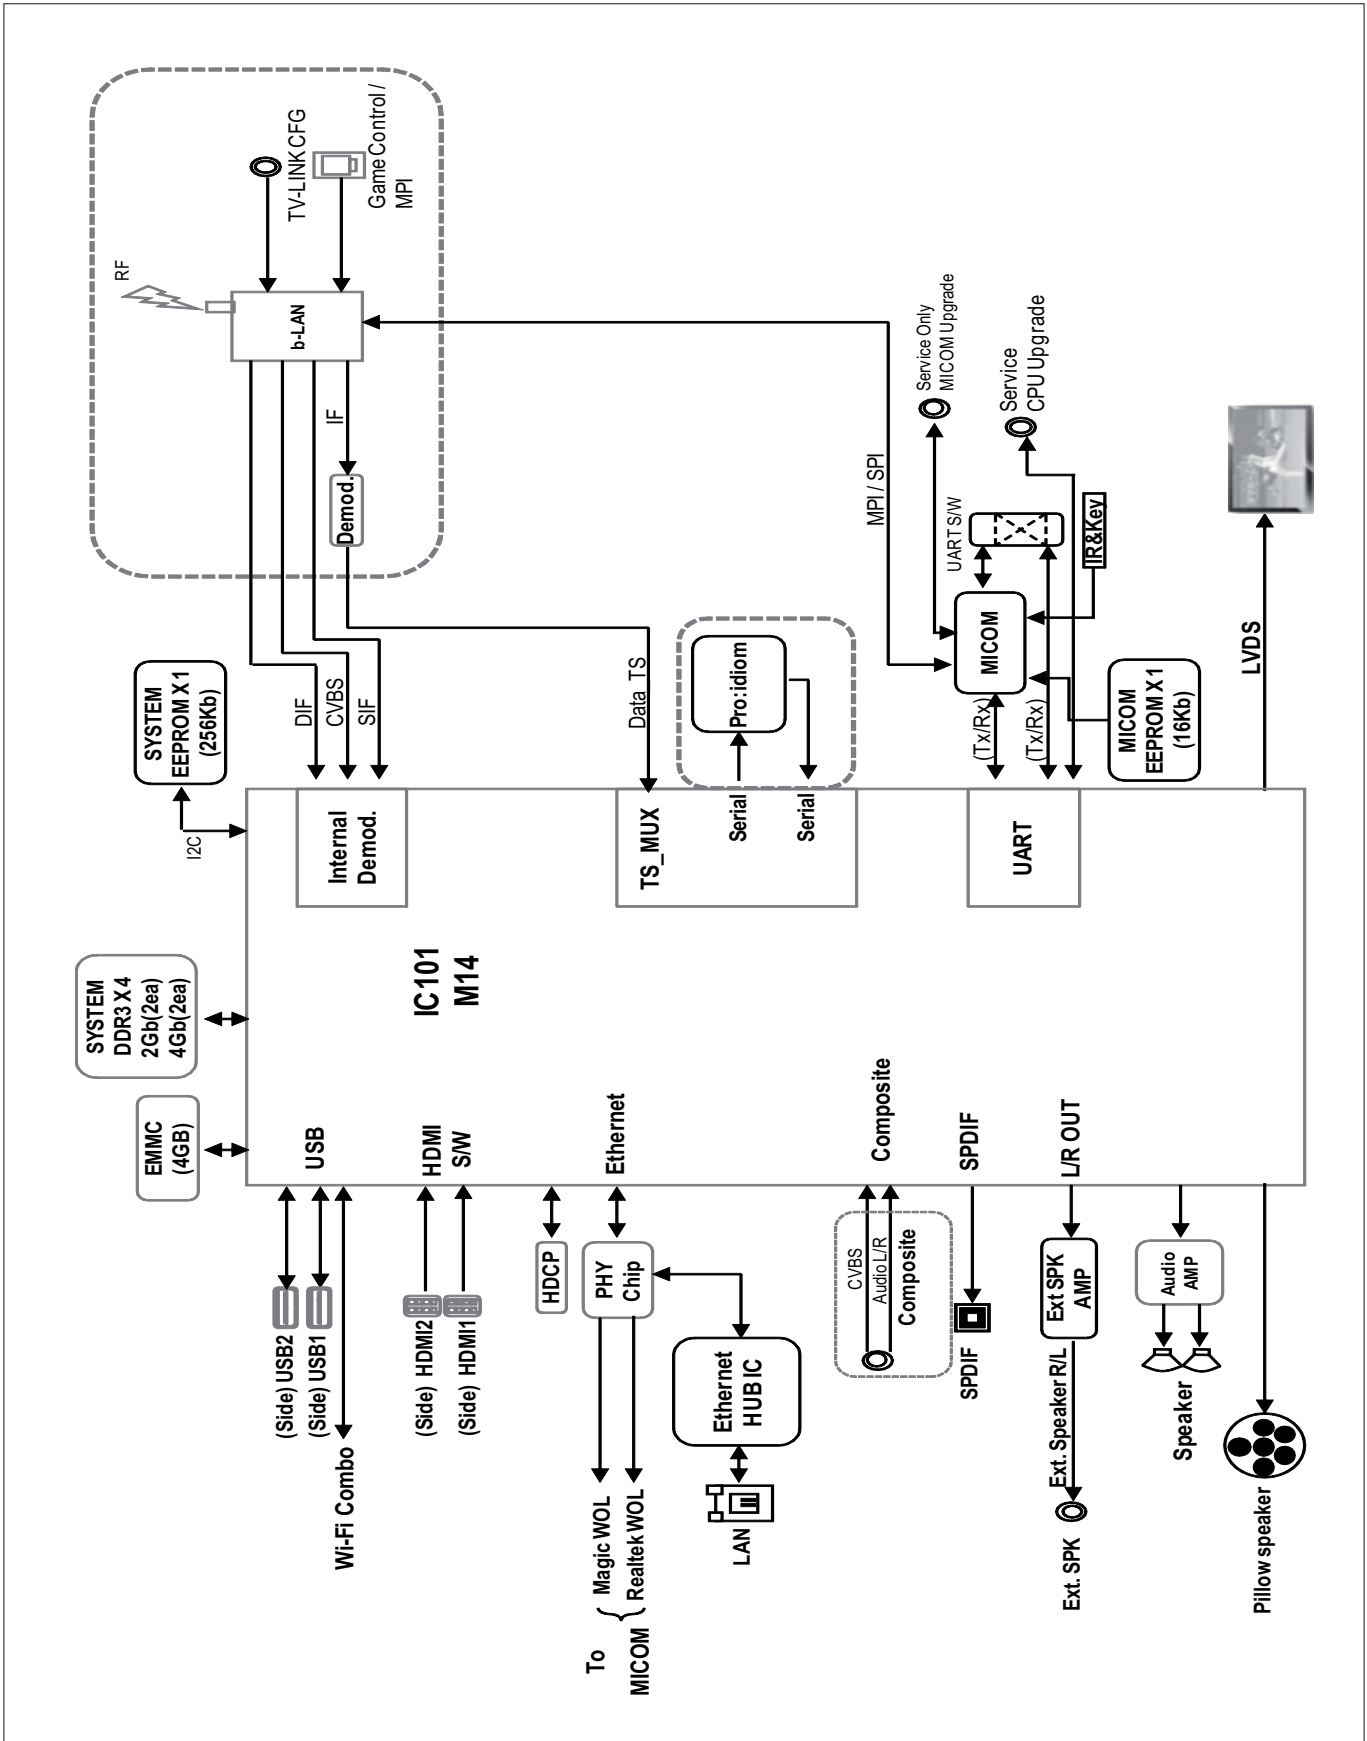 (Side) USB2
(Side) USB1
Wi-Fi Combo
(Side) HDMI2
(Side) HDMI1
To
MICOM
Magic WOL
Realtek WOL
LAN
Ethernet
HUB IC
HDCP
PHY
Chip
CVBS
Audio L/R
Composite
SPDIF
Ext. SPK
Ext. Speaker R/L
Ext SPK
AMP
Speaker
Audio
AMP
Pillow speaker
EMMC
(4GB)
SYSTEM
DDR3 X 4
2Gb(2ea)
4Gb(2ea)
I2C
SYSTEM
EEPROM X 1
(256Kb)
USB
HDMI
S/W
Ethernet
Composite
SPDIF
L/R OUT
IC101
M14
Internal
Demod.
TS_MUX
Serial
Serial
UART
DIF
CVBS
SIF
Data TS
Pro:idiom
(Tx/Rx)
(Tx/Rx)
MICOM
EEPROM X 1
(16Kb)
MICOM
UART S/W
IR&Key
MPI / SPI
LVDS
Service Only
MICOM Upgrade
Service
CPU Upgrade
Demod.
IF
b-LAN
RF
TV-LINK CFG
Game Control /
MPI